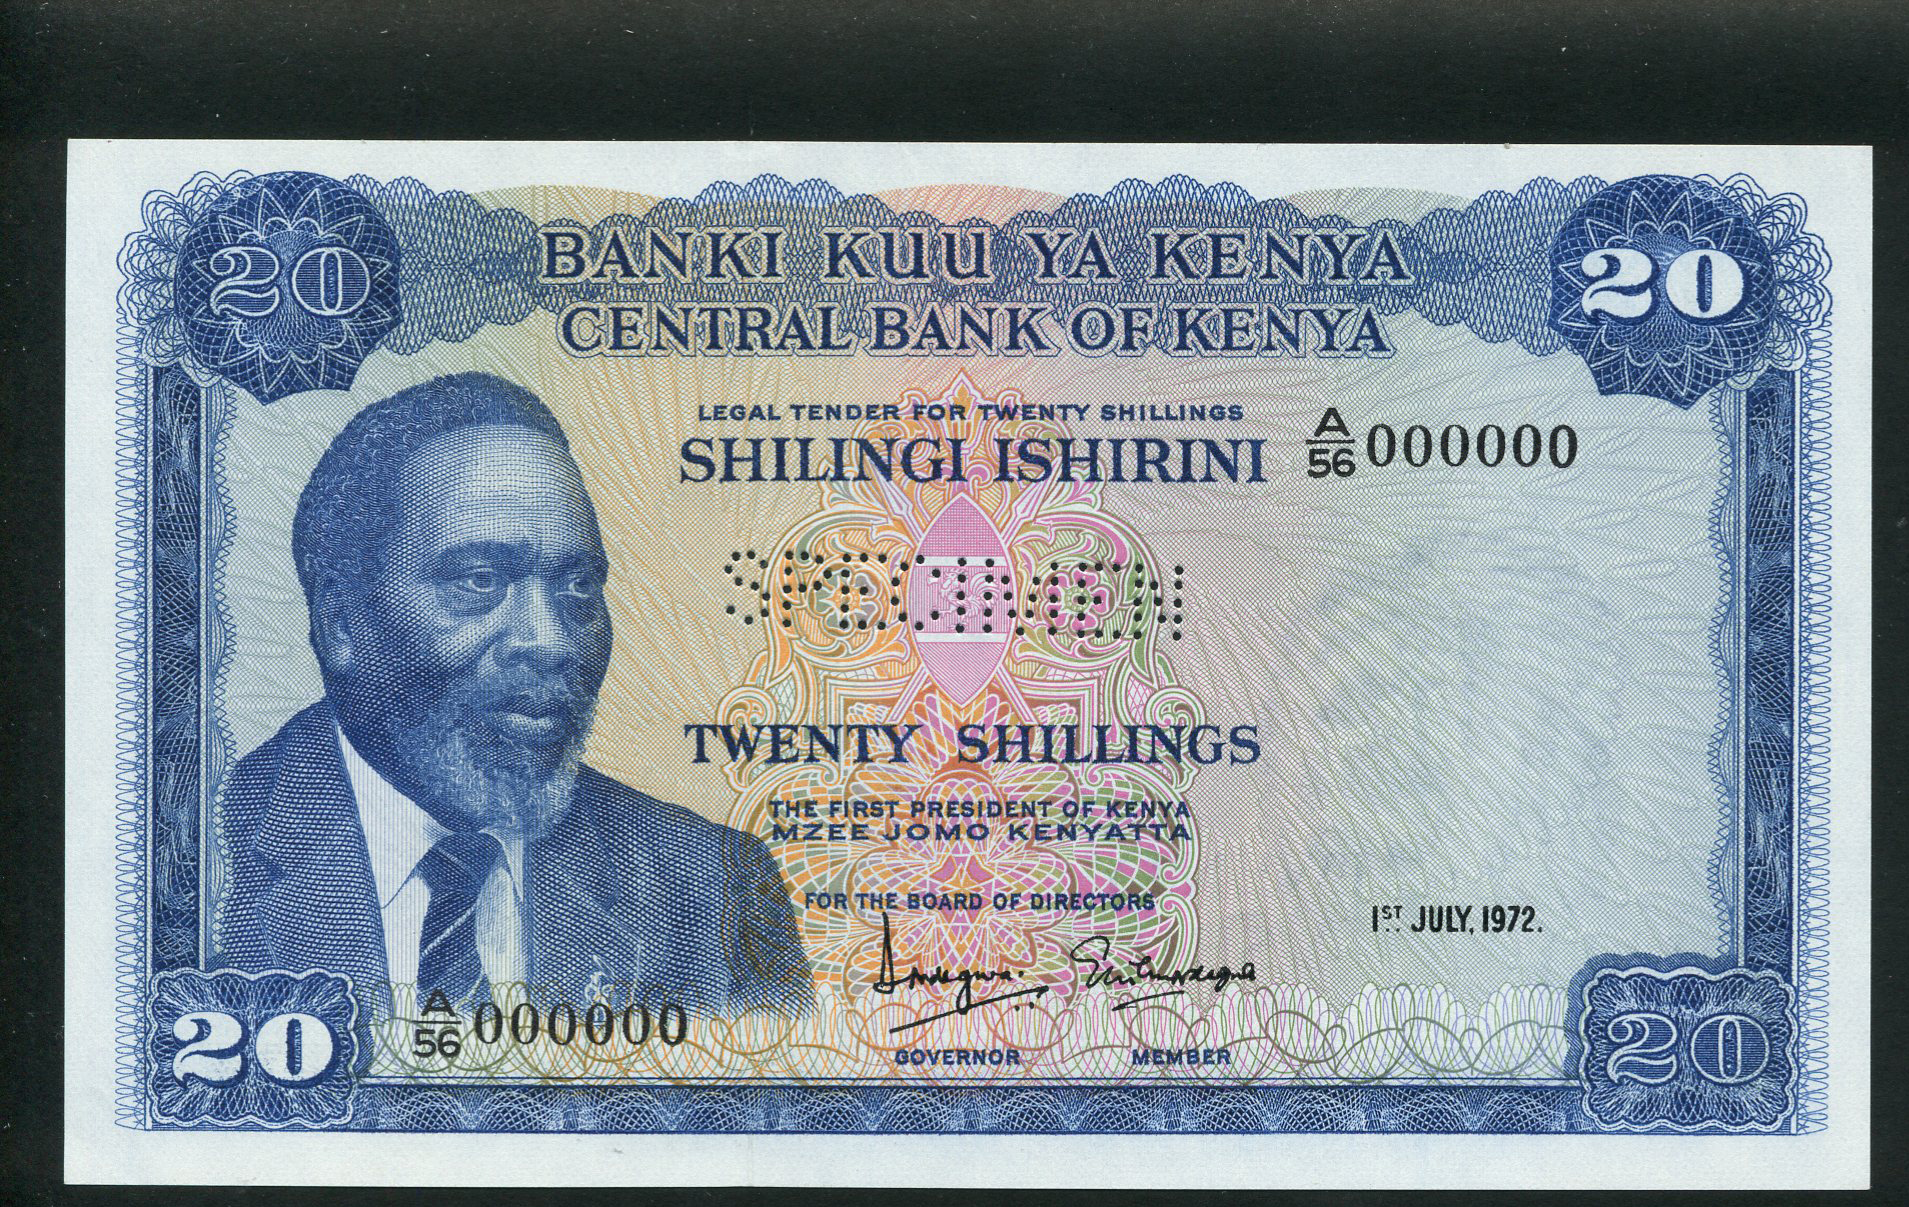 20
20
BANKI KUU YA KENYA
CENTRAL BANK OF KENYA
LEGAL TENDER FOR TWENTY SHILLINGS
SHILINGI ISHIRINI
A/56 000000
SPECIMEN
TWENTY SHILLINGS
THE FIRST PRESIDENT OF KENYA
MZEE JOMO KENYATTA
FOR THE BOARD OF DIRECTORS
1ST JULY, 1972.
A/56 000000
GOVERNOR
MEMBER
20
20